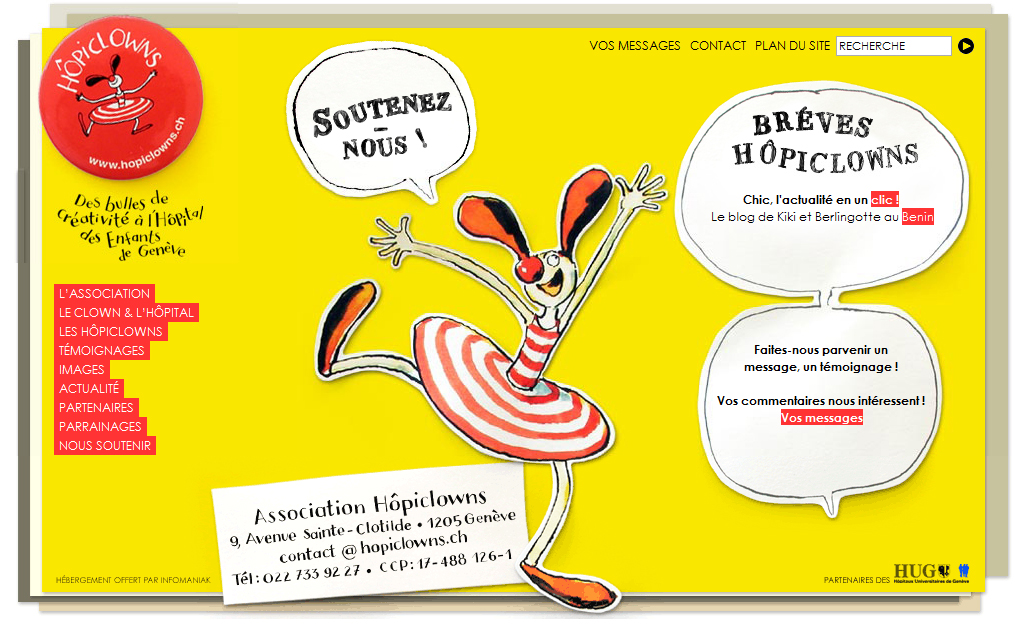 VOS MESSAGES CONTACT PLAN DU SITE RECHERCHE
HÔPICLOWNS
www.hopiclowns.ch
Des bulles de
créativité à l'Hôpital
des Enfants
de Genève
L'ASSOCIATION
LE CLOWN & L'HÔPITAL
LES HÔPICLOWNS
TÉMOIGNAGES
IMAGES
ACTUALITÉ
PARTENAIRES
PARRAINAGES
NOUS SOUTENIR
SOUTENEZ
-
NOUS !
BRÉVES
HÔPICLOWNS
Chic, l'actualité en un clic !
Le blog de Kiki et Berlingotte au Benin
Faites-nous parvenir un
message, un témoignage !
Vos commentaires nous intéressent !
Vos messages
Association Hôpiclowns
9, Avenue Sainte-Clotilde • 1205 Genève
contact @ hopiclowns.ch
Tél : 022 733 92 27 • CCP: 17-488 126-1
HÉBERGEMENT OFFERT PAR INFOMANIAK
PARTENAIRES DES HUG
Hôpitaux Universitaires de Genève